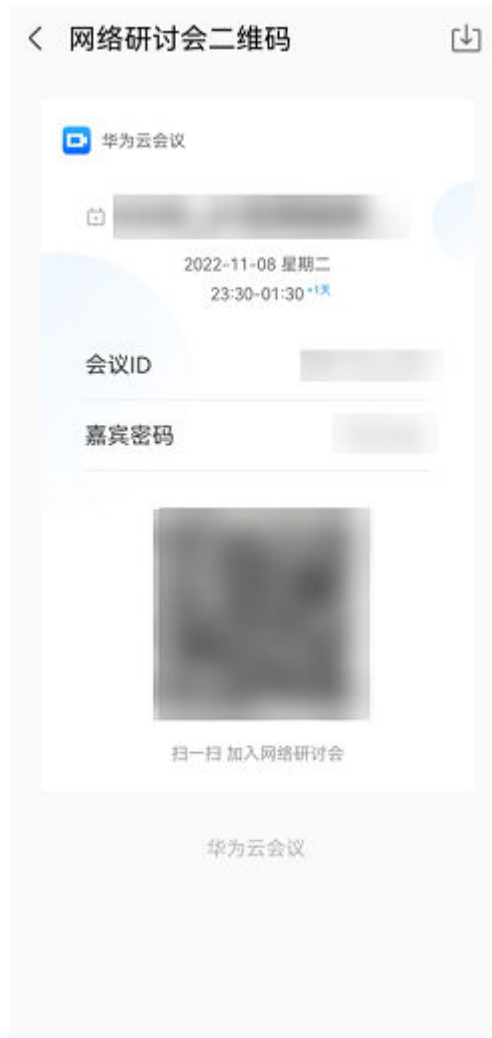 网络研讨会二维码
华为云会议
2022-11-08 星期二
23:30-01:30 +1天
会议ID
嘉宾密码
扫一扫 加入网络研讨会
华为云会议